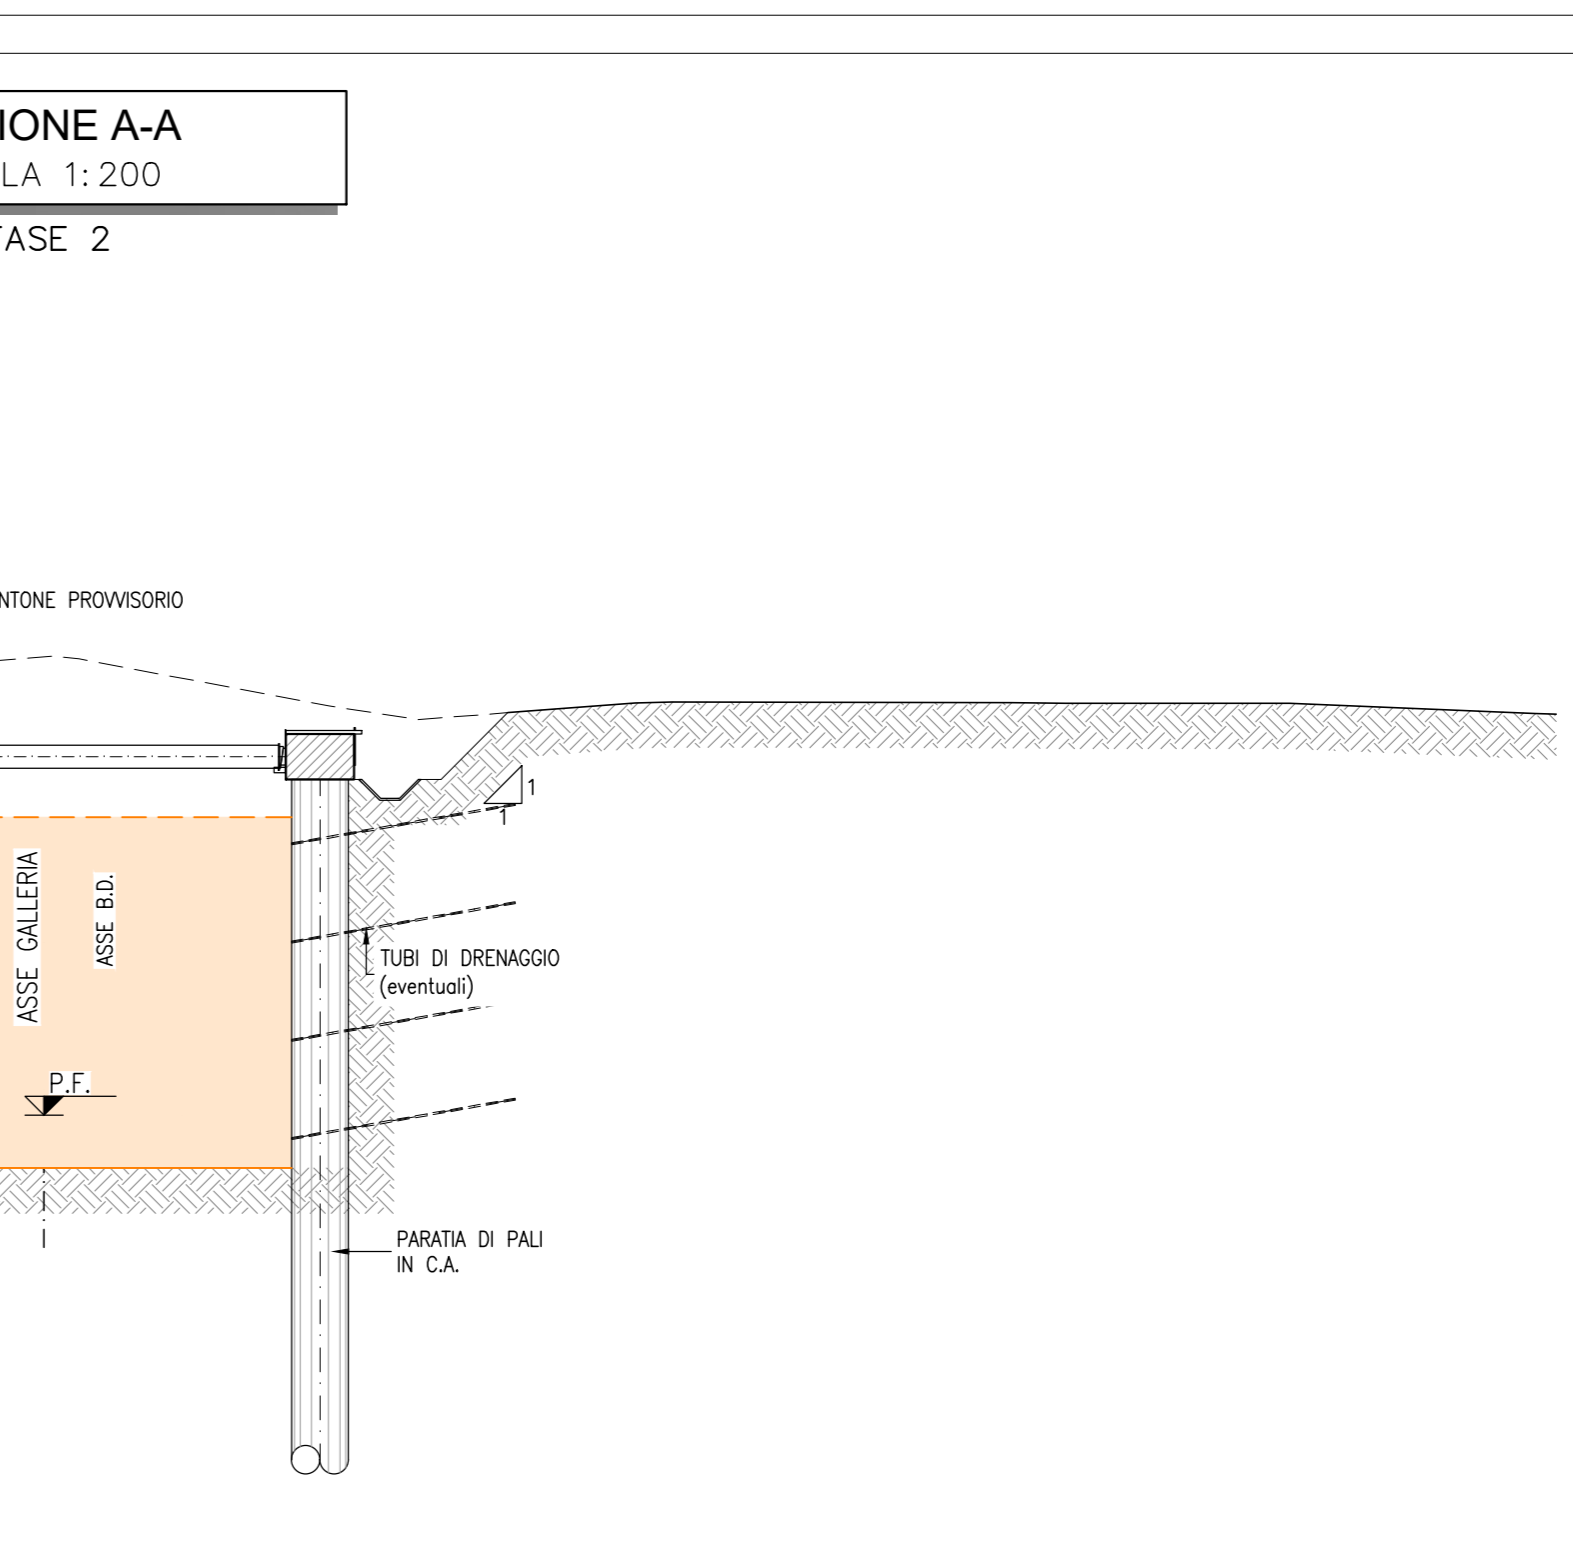 IONE A-A
LA 1:200
FASE 2
NTONE PROVVISORIO
1
1
ASSE GALLERIA
ASSE B.D.
TUBI DI DRENAGGIO
(eventuali)
P.F.
PARATIA DI PALI
IN C.A.